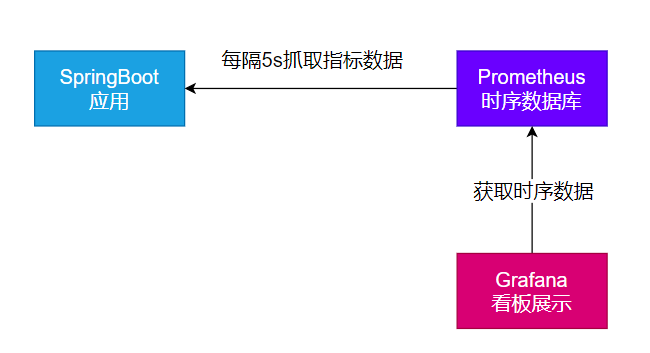 每隔5s抓取指标数据
SpringBoot
应用
Prometheus
时序数据库
获取时序数据
Grafana
看板展示